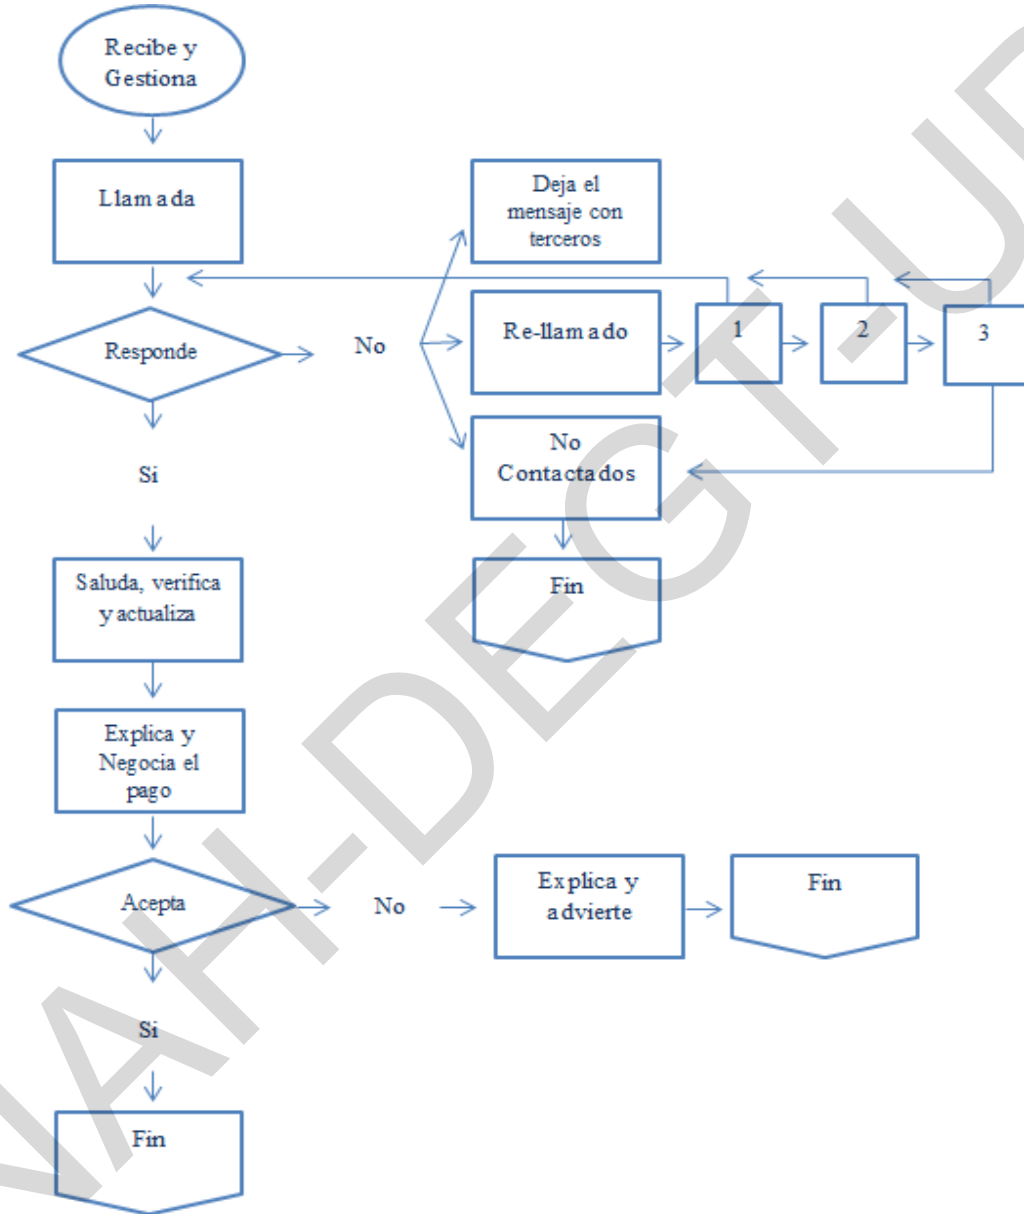 Recibe y
Gestiona
Llamada
Deja el
mensaje con
terceros
Responde
No
Re-llamado
1
2
3
No
Contactados
Fin
Si
Saluda, verifica
y actualiza
Explica y
Negocia el
pago
Acepta
No
Explica y
advierte
Fin
Si
Fin